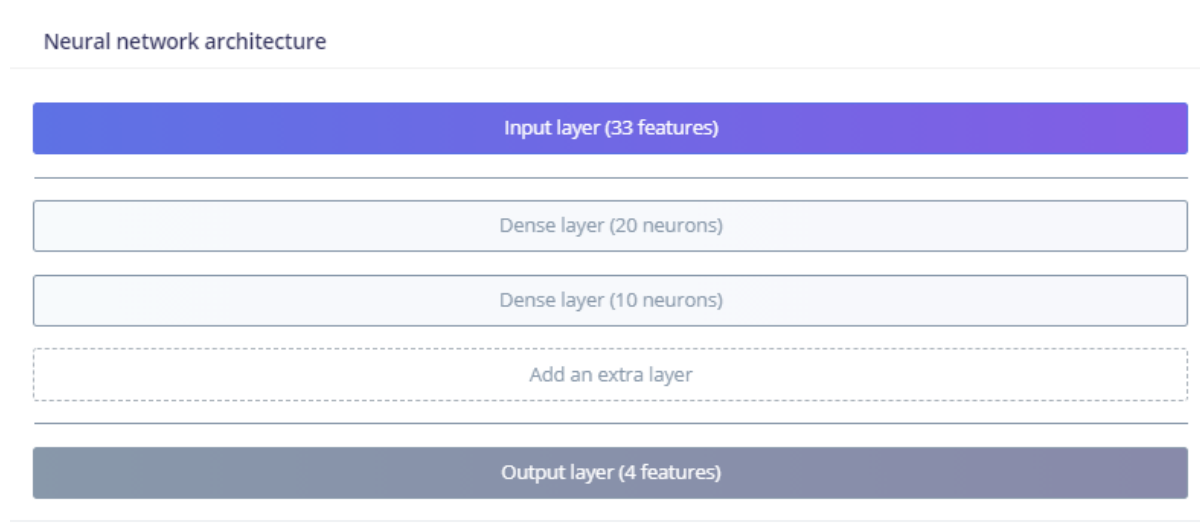 Neural network architecture
Input layer (33 features)
Dense layer (20 neurons)
Dense layer (10 neurons)
Add an extra layer
Output layer (4 features)